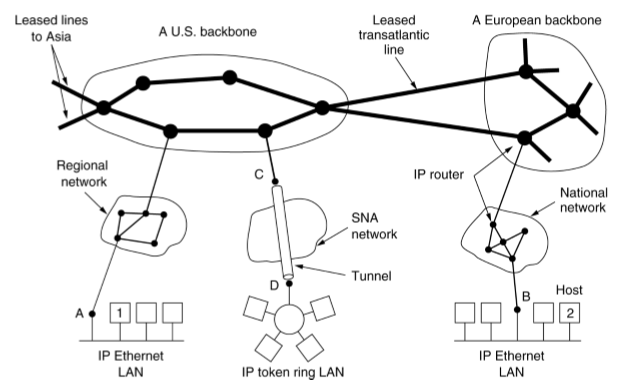 Leased lines
to Asia
A U.S. backbone
Leased
transatlantic
line
A European backbone
Regional
network
C
SNA
network
Tunnel
D
IP router
National
network
A
1
B
Host
2
IP Ethernet
LAN
IP token ring LAN
IP Ethernet
LAN